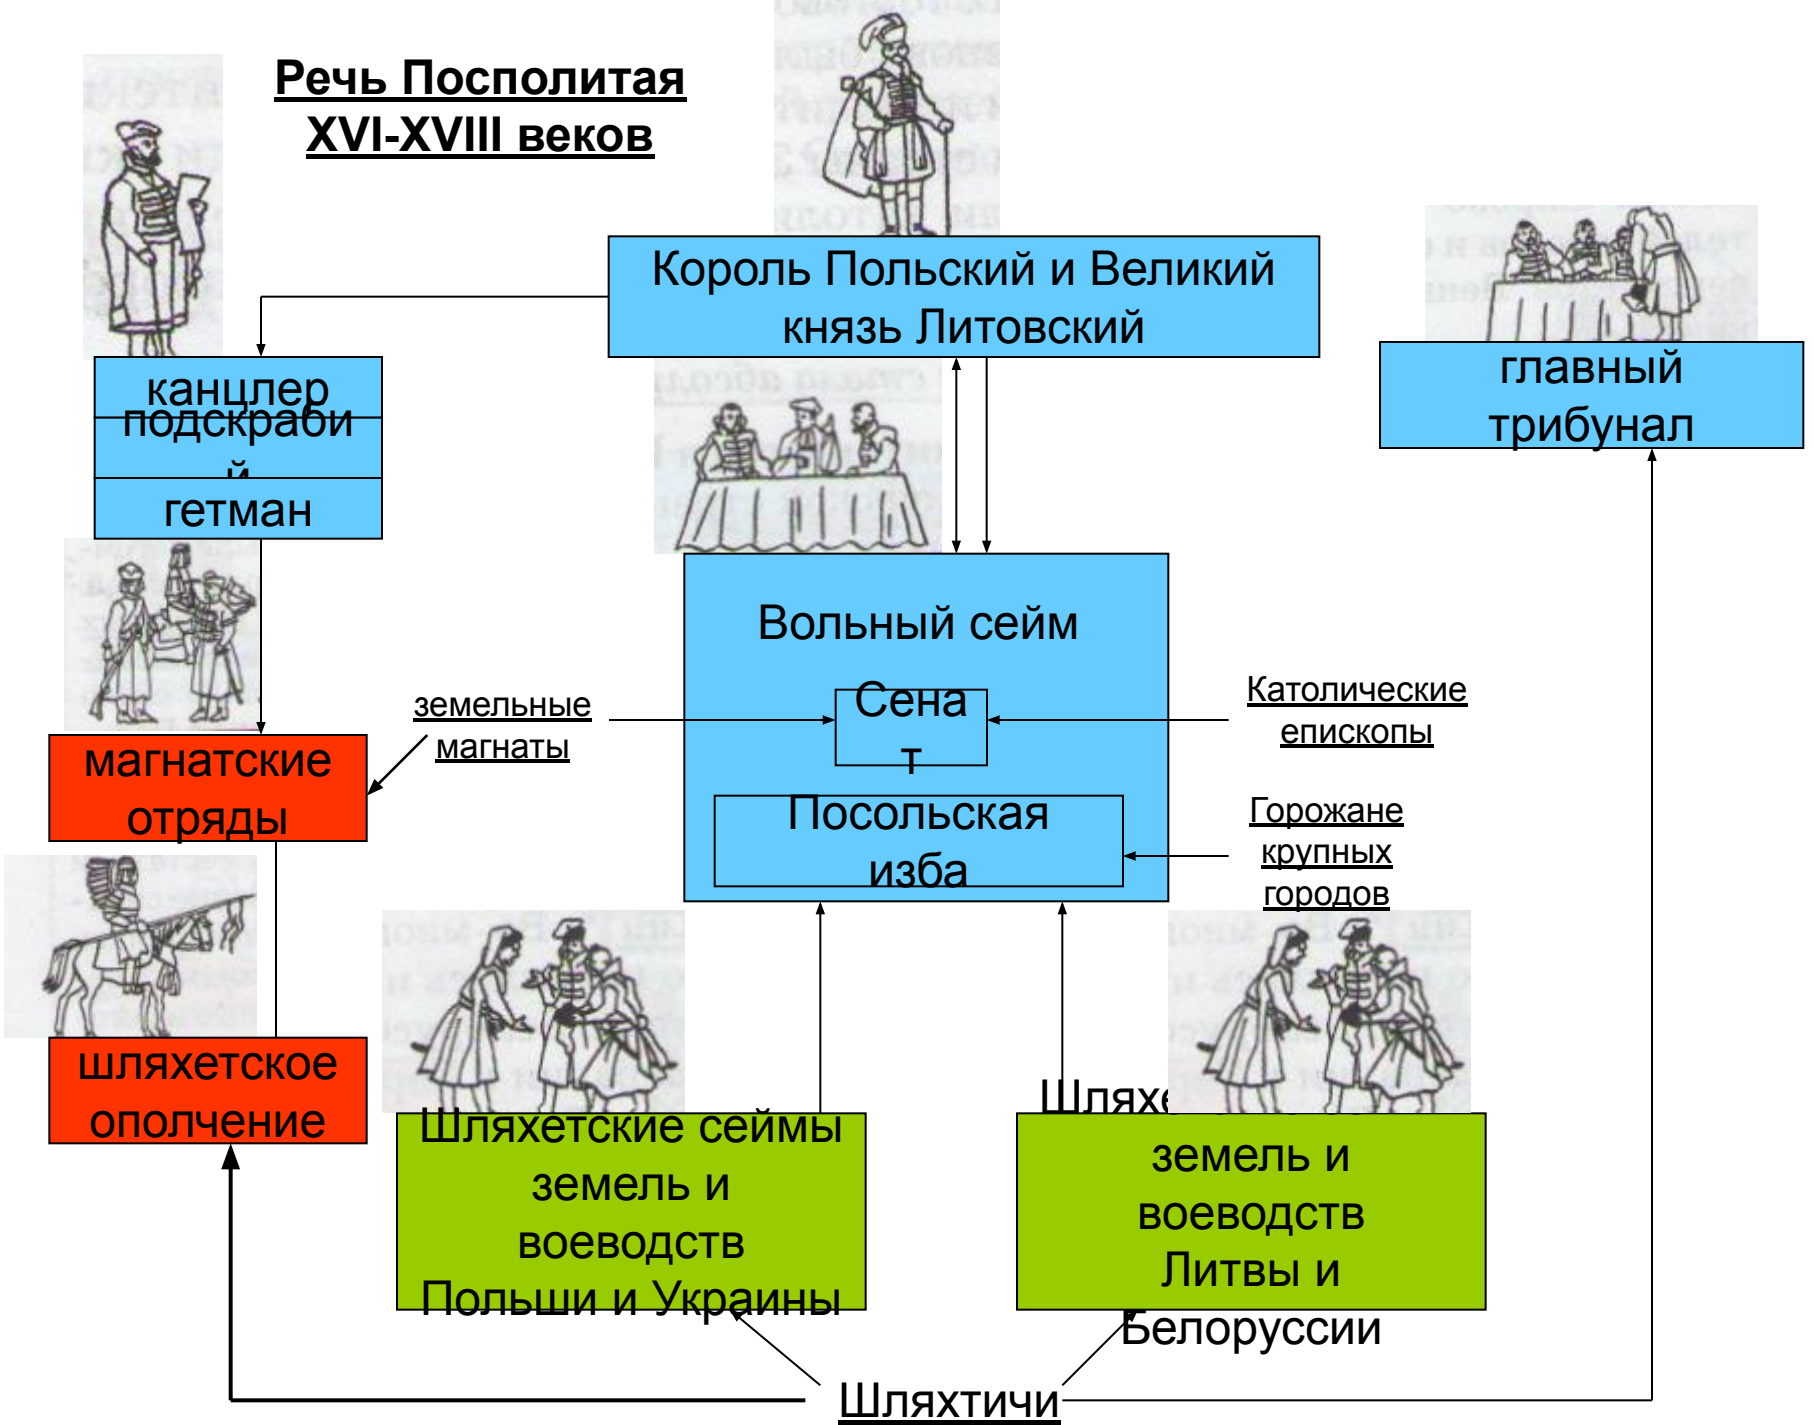 Речь Посполитая
XVI-XVIII веков
Король Польский и Великий
князь Литовский
главный
трибунал
канцлер
подскраби
й
гетман
Вольный сейм
Сена
т
земельные
магнаты
Католические
епископы
магнатские
отряды
Посольская
изба
Горожане
крупных
городов
шляхетское
ополчение
Шляхетские сеймы
земель и
воеводств
Польши и Украины
земель и
воеводств
Литвы и
Белоруссии
Шляхтичи